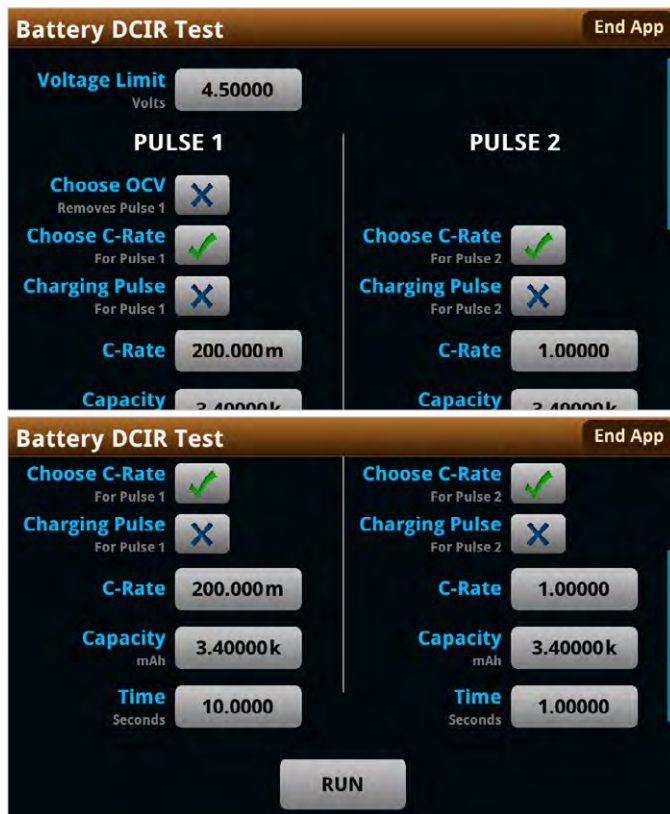 Battery DCIR Test End App
Voltage Limit 4.50000
Volts
PULSE 1 PULSE 2
Choose OCV
Removes Pulse 1
Choose C-Rate Choose C-Rate
For Pulse 1 For Pulse 2
Charging Pulse Charging Pulse
For Pulse 1 For Pulse 2
C-Rate 200.000m C-Rate 1.00000
Capacity 3.40000k Capacity 3.40000k
Battery DCIR Test End App
Choose C-Rate Choose C-Rate
For Pulse 1 For Pulse 2
Charging Pulse Charging Pulse
For Pulse 1 For Pulse 2
C-Rate 200.000m C-Rate 1.00000
Capacity 3.40000k Capacity 3.40000k
mAh mAh
Time 10.0000 Time 1.00000
Seconds Seconds
RUN